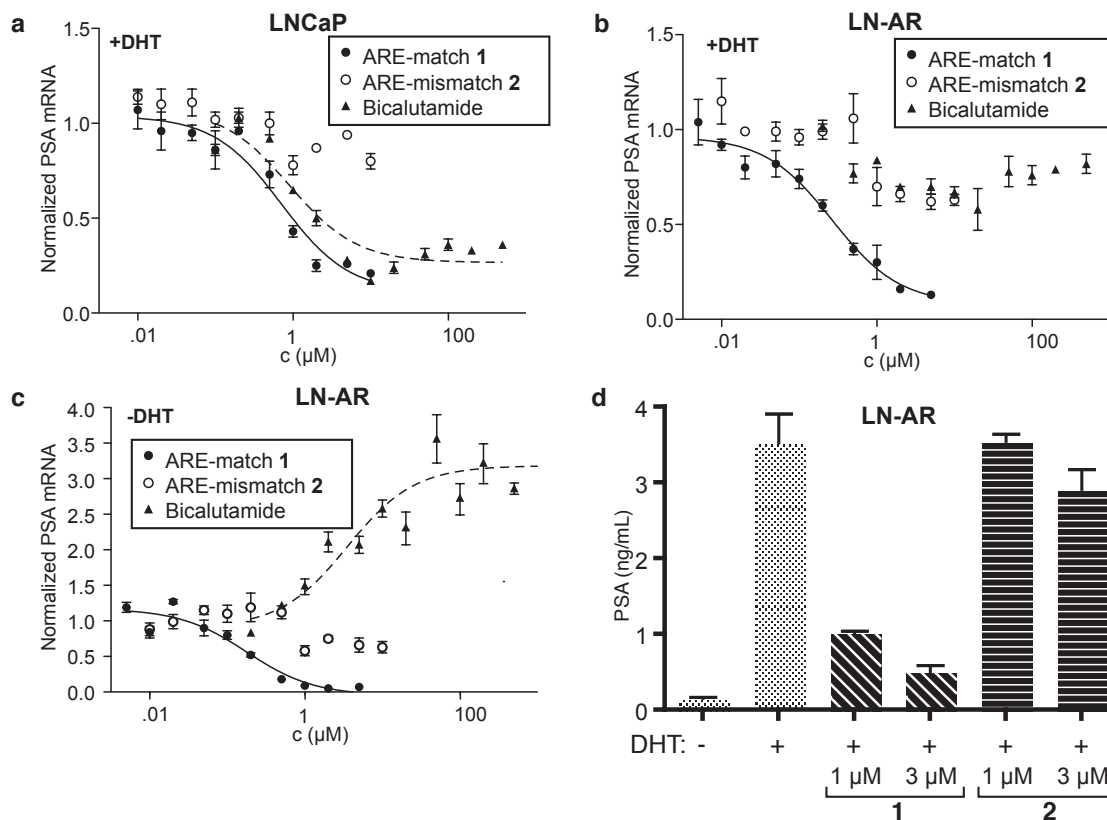 a
LNCaP
+DHT
ARE-match 1
ARE-mismatch 2
Bicalutamide
Normalized PSA mRNA
1.5
1.0
0.5
0.0
.01
1
100
c (µM)
b
LN-AR
+DHT
ARE-match 1
ARE-mismatch 2
Bicalutamide
Normalized PSA mRNA
1.5
1.0
0.5
0.0
.01
1
100
c (µM)
c
LN-AR
-DHT
ARE-match 1
ARE-mismatch 2
Bicalutamide
Normalized PSA mRNA
4.0
3.5
3.0
2.5
2.0
1.5
1.0
0.5
0.0
.01
1
100
c (µM)
d
LN-AR
PSA (ng/mL)
4
3
2
1
0
DHT: - + + + + +
1 µM 3 µM 1 µM 3 µM
1 2